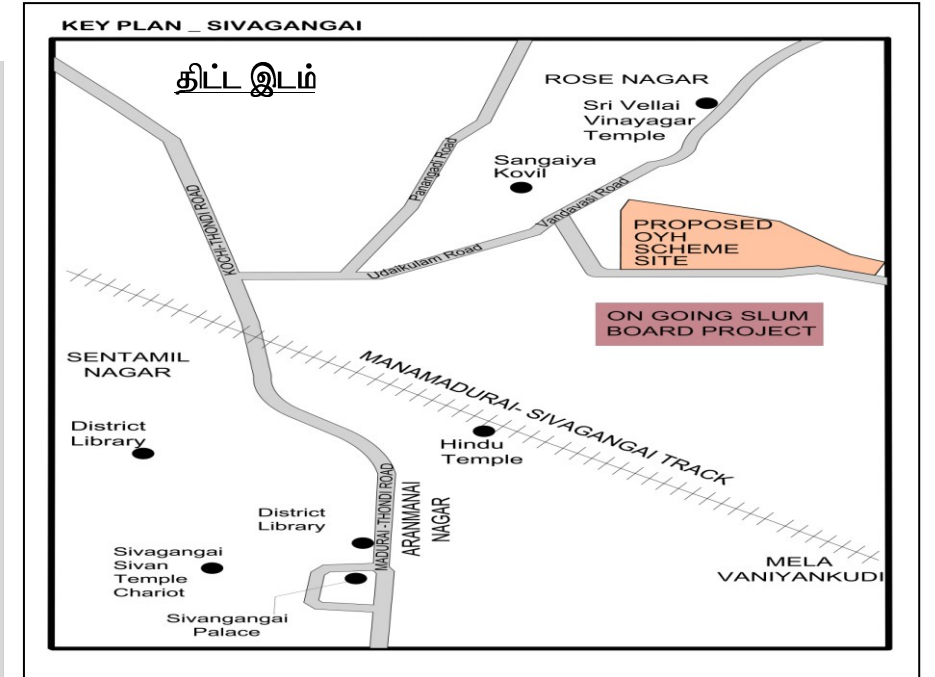 KEY PLAN _ SIVAGANGAI
திட்ட இடம்
ROSE NAGAR
Sri Vellai
Vinayagar
Temple
Sangaiya
Kovil
Panangadi Road
KOCHI-THONDI ROAD
Vandavasi Road
Udaikulam Road
PROPOSED
OYH
SCHEME
SITE
ON GOING SLUM
BOARD PROJECT
SENTAMIL
NAGAR
MANAMADURAI- SIVAGANGAI TRACK
District
Library
Hindu
Temple
MADURAI -THONDI ROAD
ARANMANAI
NAGAR
District
Library
Sivagangai
Sivan
Temple
Chariot
Sivangangai
Palace
MELA
VANIYANKUDI